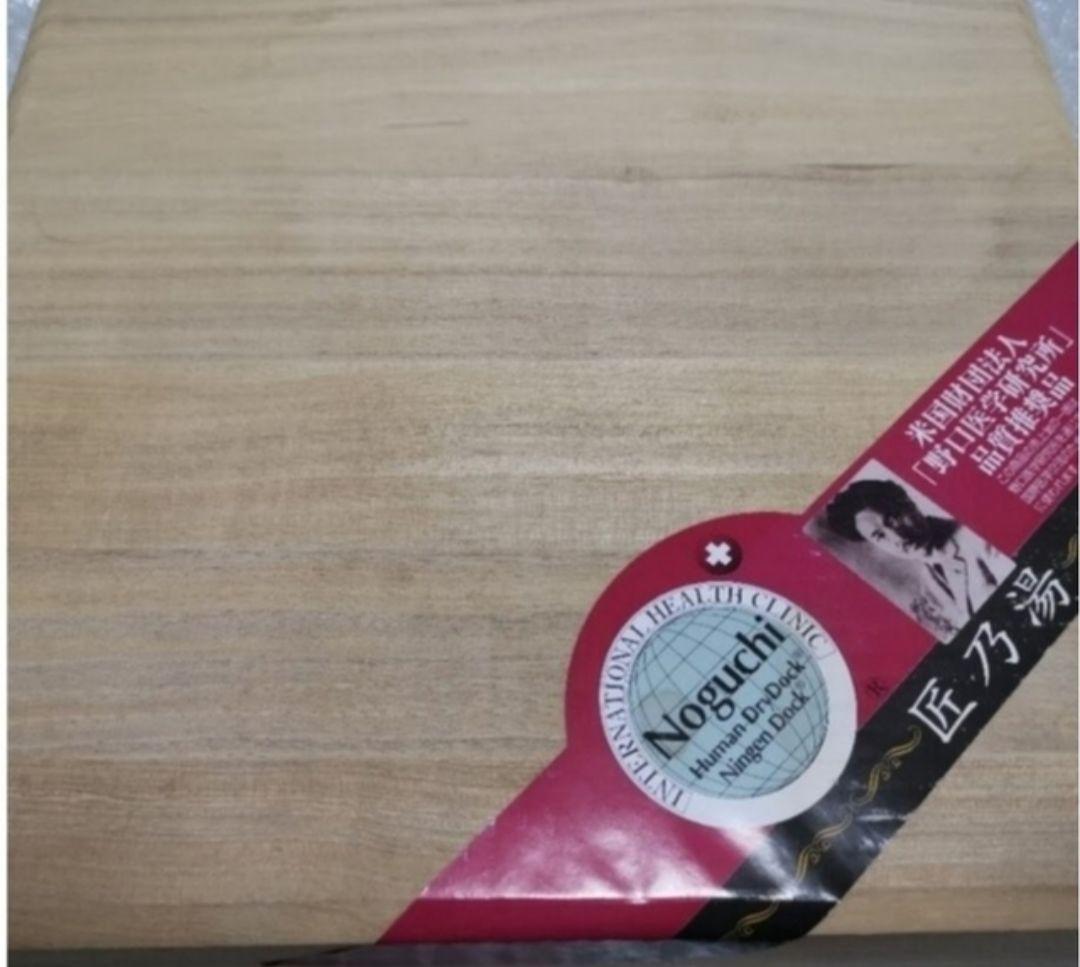 米国財団法人
「野口医学研究所」
品質推奨品
INTERNATIONAL HEALTH CLINIC
Noguchi
Human DryDock®
Ningen Dock®
®
匠乃湯